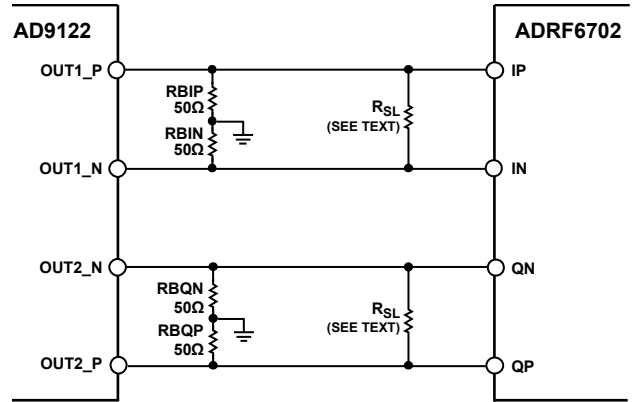 AD9122
ADRF6702
OUT1_P
IP
RBIP
50Ω
RBIN
50Ω
RSL
(SEE TEXT)
OUT1_N
IN
OUT2_N
QN
RBQN
50Ω
RBQP
50Ω
RSL
(SEE TEXT)
OUT2_P
QP